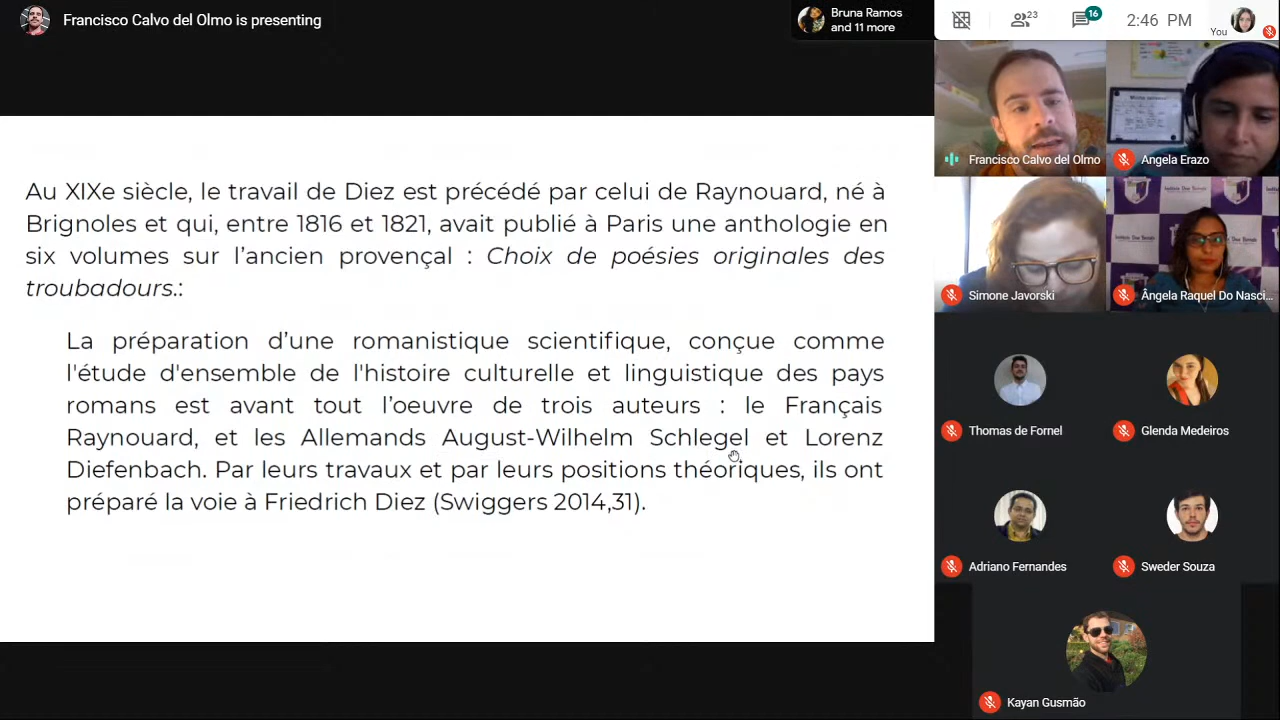 Francisco Calvo del Olmo is presenting
Bruna Ramos
and 11 more
23
16
2:46 PM
You
Au XIXe siècle, le travail de Diez est précédé par celui de Raynouard, né à
Brignoles et qui, entre 1816 et 1821, avait publié à Paris une anthologie en
six volumes sur l’ancien provençal : Choix de poésies originales des
troubadours.:
La préparation d’une romanistique scientifique, conçue comme
l'étude d'ensemble de l'histoire culturelle et linguistique des pays
romans est avant tout l’oeuvre de trois auteurs : le Français
Raynouard, et les Allemands August-Wilhelm Schlegel et Lorenz
Diefenbach. Par leurs travaux et par leurs positions théoriques, ils ont
préparé la voie à Friedrich Diez (Swiggers 2014,31).
Francisco Calvo del Olmo
Angela Erazo
Simone Javorski
Ângela Raquel Do Nasci...
Thomas de Fornel
Glenda Medeiros
Adriano Fernandes
Sweder Souza
Kayan Gusmão